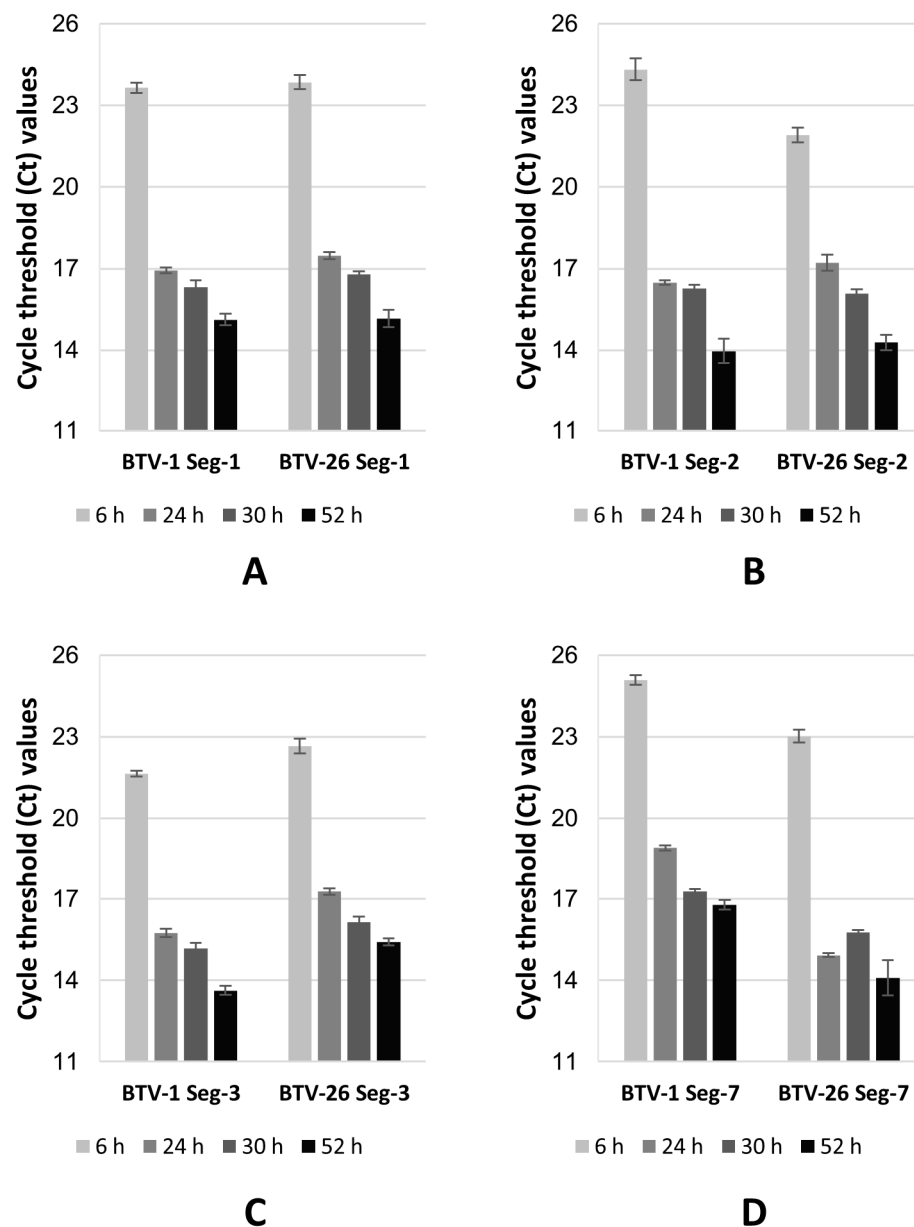 Cycle threshold (Ct) values
26
23
20
17
14
11
BTV-1 Seg-1 BTV-26 Seg-1
6 h 24 h 30 h 52 h
A
Cycle threshold (Ct) values
26
23
20
17
14
11
BTV-1 Seg-2 BTV-26 Seg-2
6 h 24 h 30 h 52 h
B
Cycle threshold (Ct) values
26
23
20
17
14
11
BTV-1 Seg-3 BTV-26 Seg-3
6 h 24 h 30 h 52 h
C
Cycle threshold (Ct) values
26
23
20
17
14
11
BTV-1 Seg-7 BTV-26 Seg-7
6 h 24 h 30 h 52 h
D